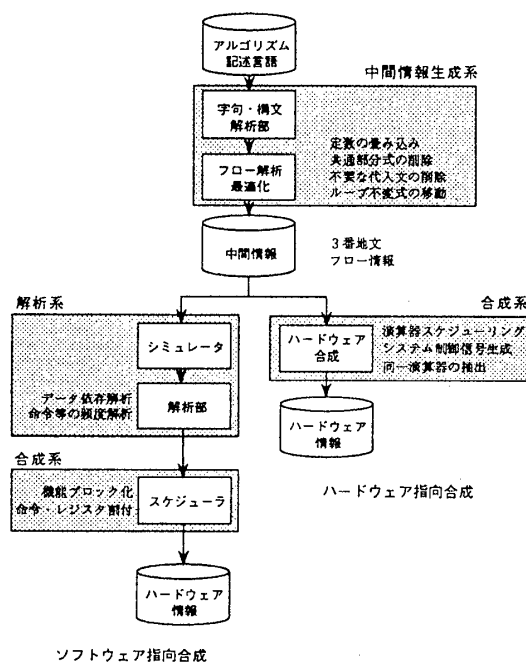 アルゴリズム
記述言語
中間情報生成系
字句・構文
解析部
フロー解析
最適化
定数の畳み込み
共通部分式の削除
不要な代入文の削除
ループ不変式の移動
中間情報
3番地文
フロー情報
解析系
シミュレータ
データ依存解析
命令等の頻度解析
解析部
合成系
機能ブロック化
命令・レジスタ割付
スケジューラ
ハードウェア
情報
ソフトウェア指向合成
合成系
ハードウェア
合成
演算器スケジューリング
システム制御信号生成
同一演算器の抽出
ハードウェア
情報
ハードウェア指向合成